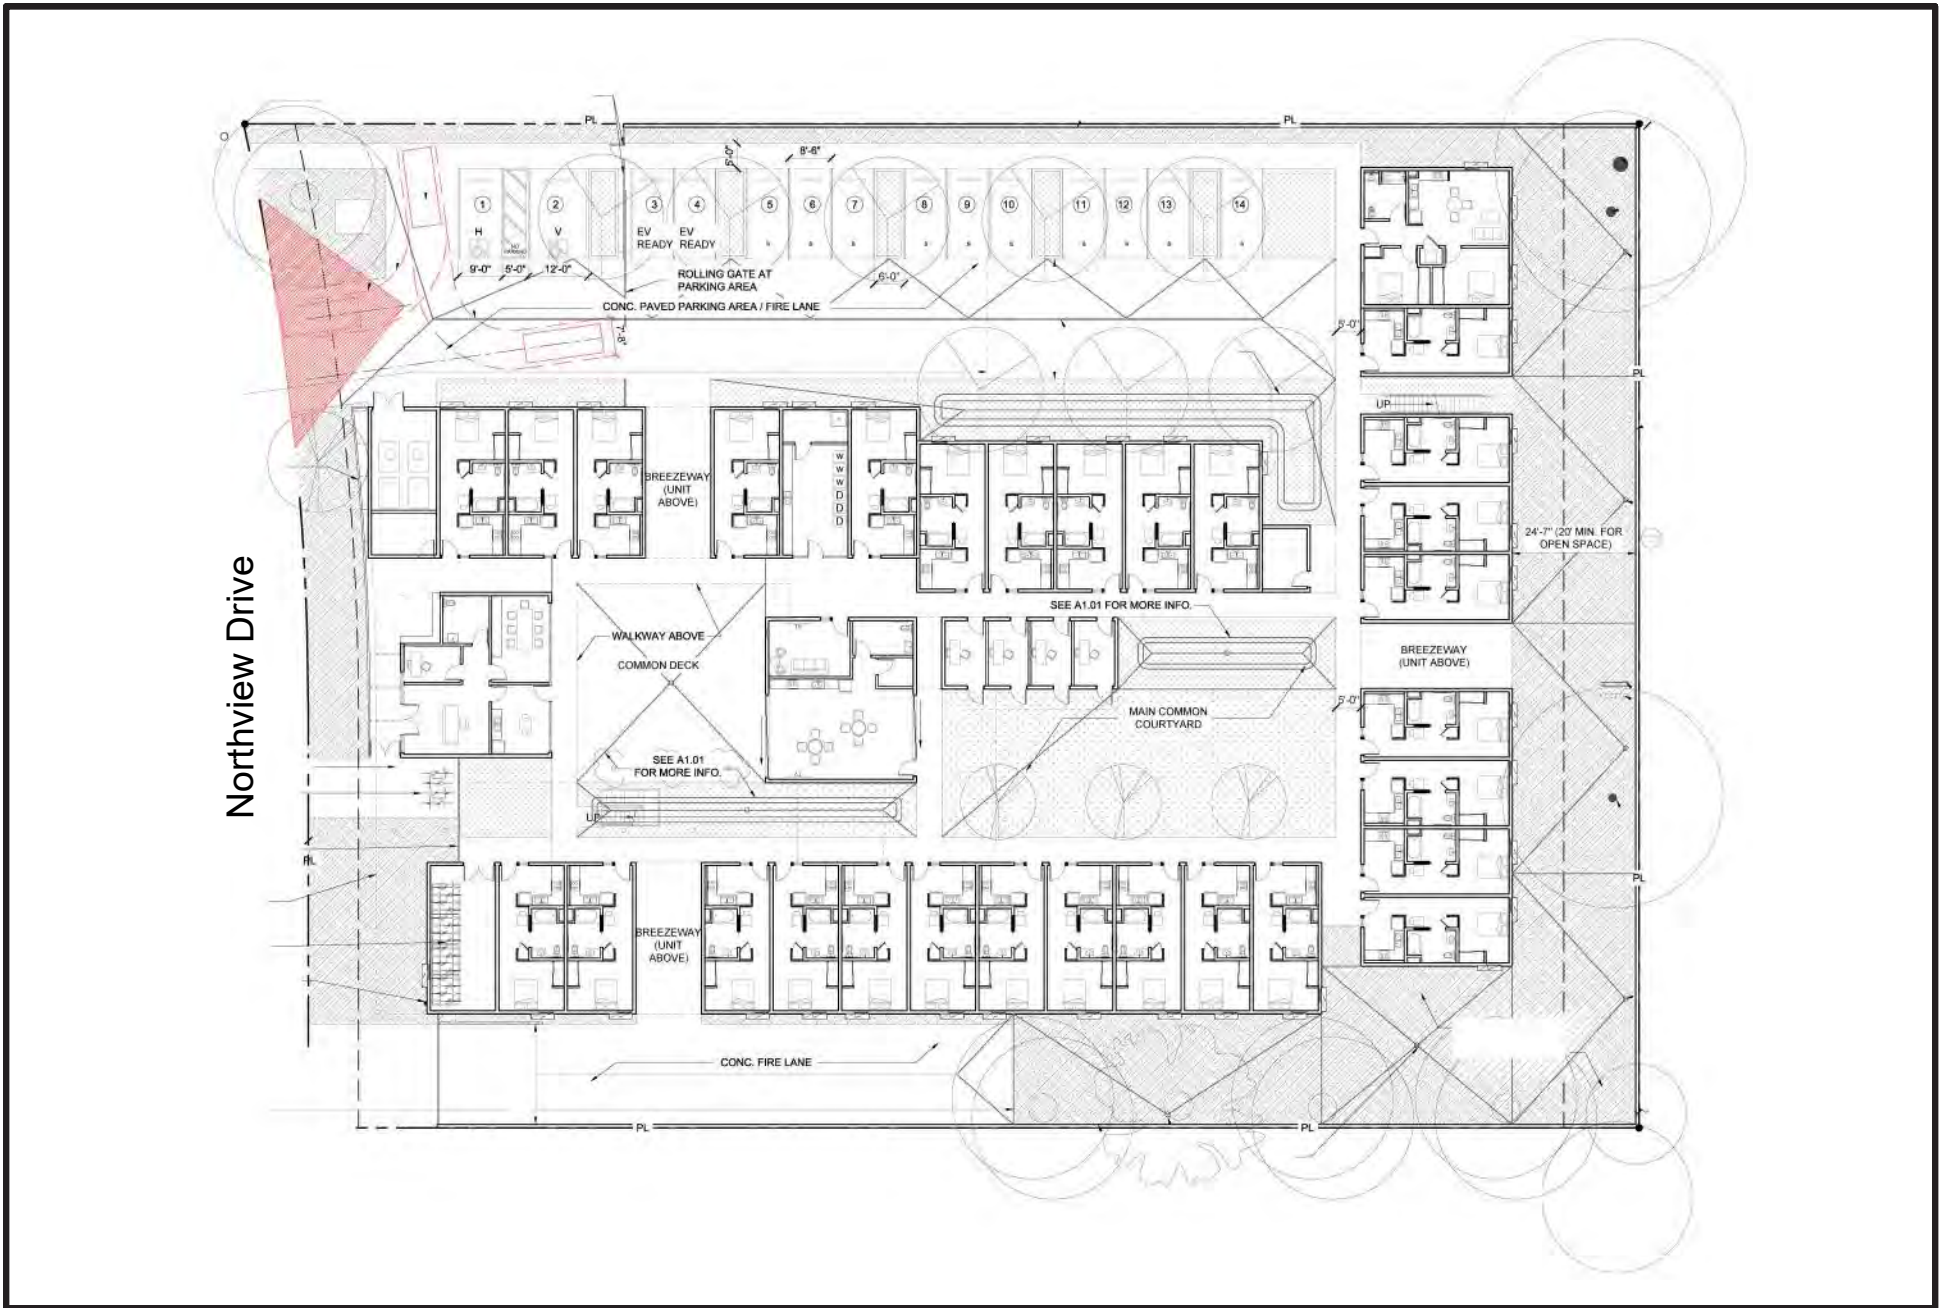 PL
PL
5'-0"
8'-6"
1
2
3
4
5
6
7
8
9
10
11
12
13
14
H
V
EV
READY
EV
READY
NO
PARKING
9'-0"
5'-0"
12'-0"
ROLLING GATE AT
PARKING AREA
6'-0"
CONC. PAVED PARKING AREA / FIRE LANE
7'-8"
5'-0"
PL
UP
W
W
W
D
D
D
BREEZEWAY
(UNIT
ABOVE)
24'-7" (20' MIN. FOR
OPEN SPACE)
Northview Drive
SEE A1.01 FOR MORE INFO.
WALKWAY ABOVE
COMMON DECK
BREEZEWAY
(UNIT ABOVE)
5'-0"
MAIN COMMON
COURTYARD
SEE A1.01
FOR MORE INFO.
UP
PL
PL
BREEZEWAY
(UNIT
ABOVE)
CONC. FIRE LANE
PL
PL